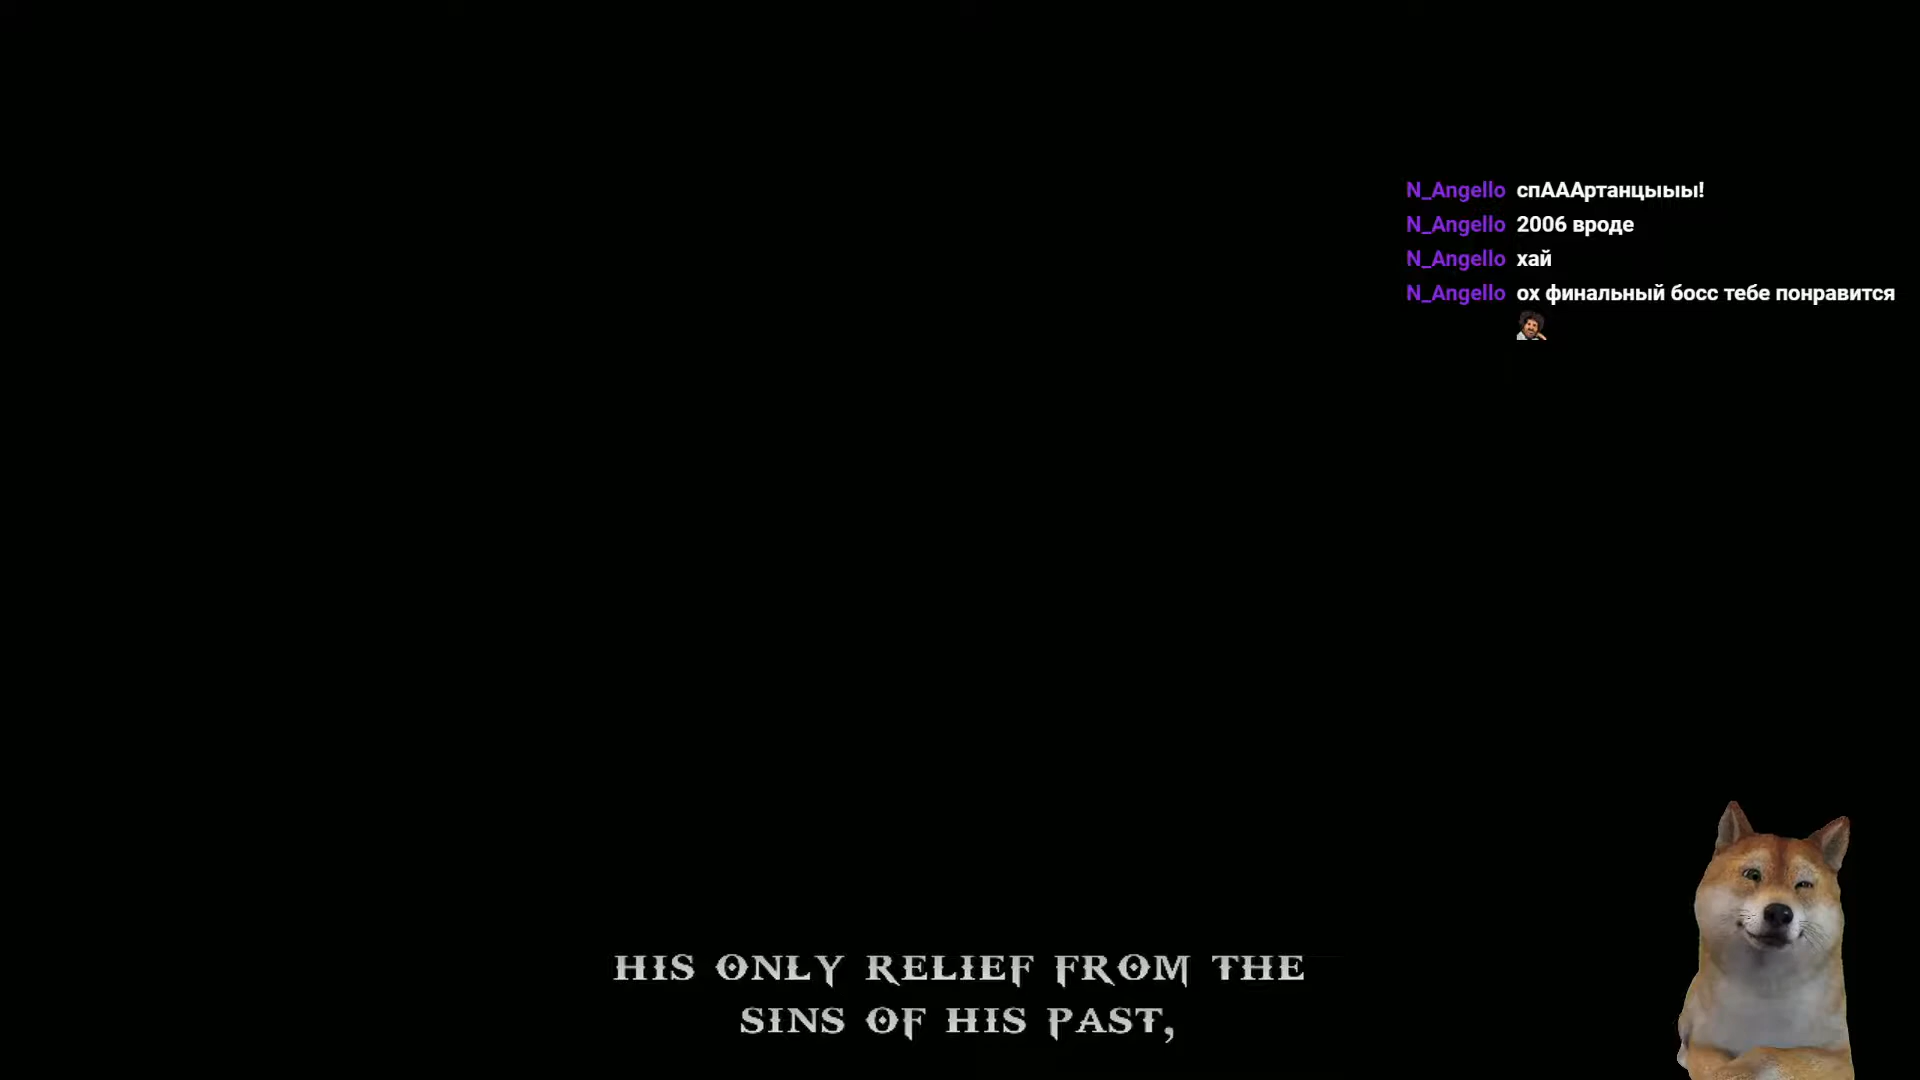 N_Angello спАААртанцыыы!
N_Angello 2006 вроде
N_Angello хай
N_Angello ох финальный босс тебе понравится
HIS ONLY RELIEF FROM THE
SINS OF HIS PAST,